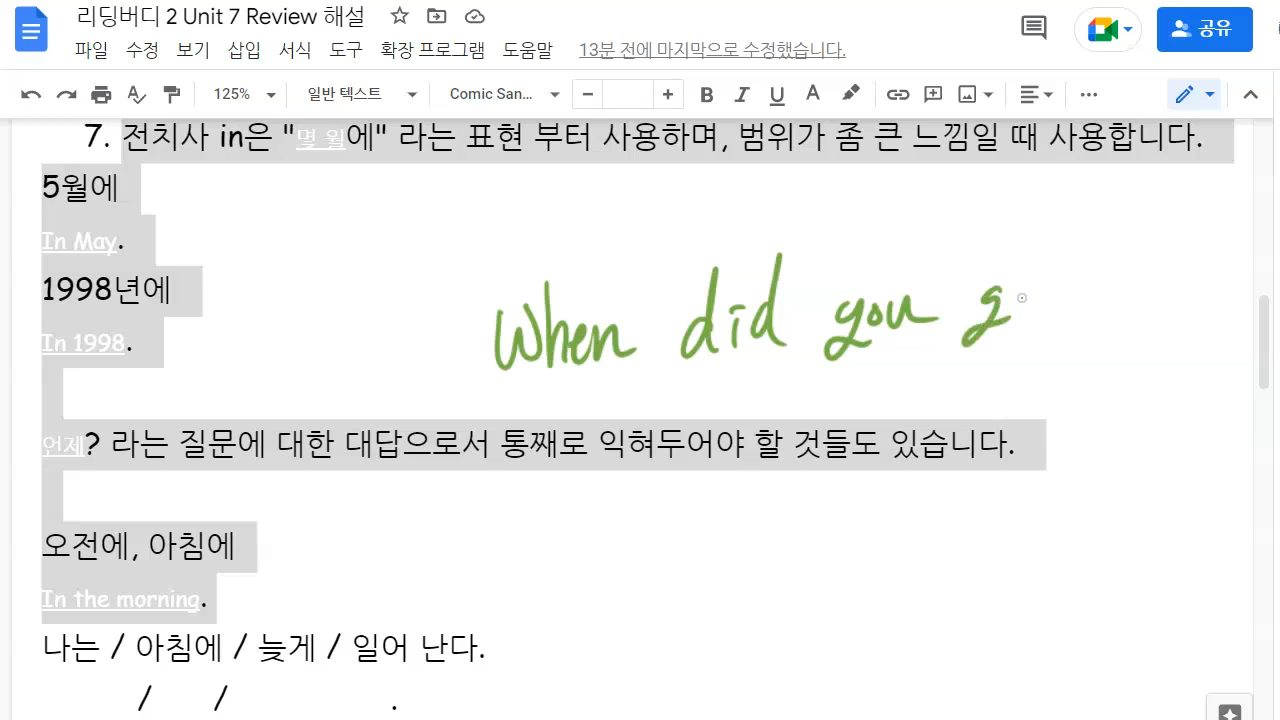 리딩버디 2 Unit 7 Review 해설
파일 수정 보기 삽입 서식 도구 확장 프로그램 도움말 13분 전에 마지막으로 수정했습니다.
공유
125% 일반 텍스트 Comic San... B I U A
7. 전치사 in은 "몇 월에" 라는 표현 부터 사용하며, 범위가 좀 큰 느낌일 때 사용합니다.
5월에
In May.
1998년에
In 1998.
When did you g
언제? 라는 질문에 대한 대답으로서 통째로 익혀두어야 할 것들도 있습니다.
오전에, 아침에
In the morning.
나는 / 아침에 / 늦게 / 일어 난다.
/ / .